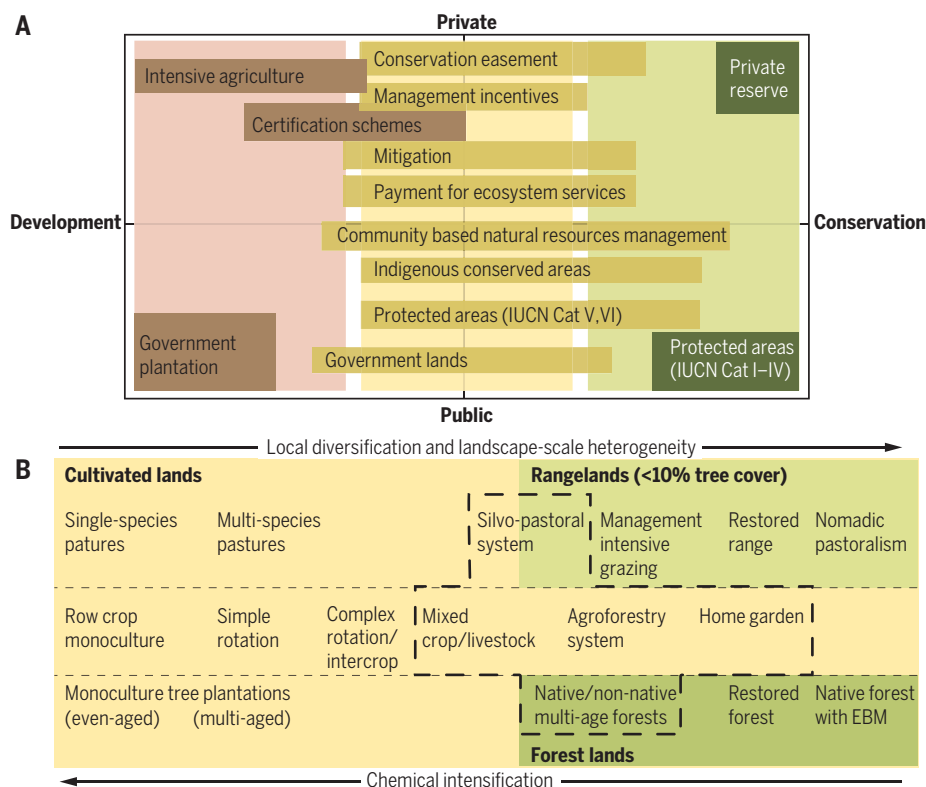 A
Private
Conservation easement
Intensive agriculture
Private
reserve
Management incentives
Certification schemes
Mitigation
Payment for ecosystem services
Development
Conservation
Community based natural resources management
Indigenous conserved areas
Protected areas (IUCN Cat V,VI)
Government
plantation
Government lands
Protected areas
(IUCN Cat I–IV)
Public
Local diversification and landscape-scale heterogeneity
B
Cultivated lands
Rangelands (<10% tree cover)
Single-species
patures
Multi-species
pastures
Silvo-pastoral
system
Management
intensive
grazing
Restored
range
Nomadic
pastoralism
Row crop
monoculture
Simple
rotation
Complex
rotation/
intercrop
Mixed
crop/livestock
Agroforestry
system
Home garden
Monoculture tree plantations
(even-aged) (multi-aged)
Native/non-native
multi-age forests
Restored
forest
Native forest
with EBM
Forest lands
Chemical intensification